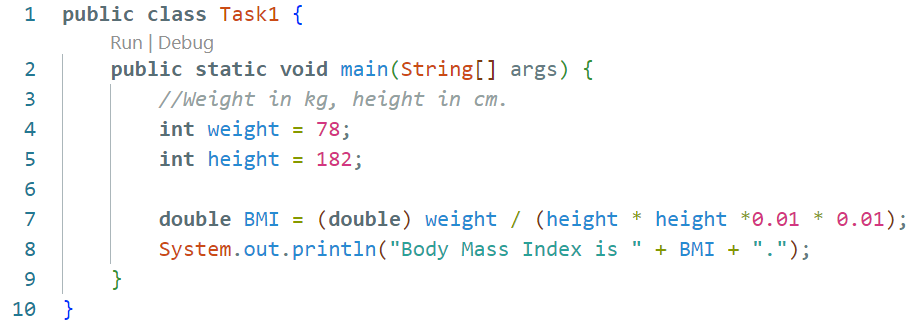 1 public class Task1 {
Run | Debug
2 public static void main(String[] args) {
3 //Weight in kg, height in cm.
4 int weight = 78;
5 int height = 182;
6
7 double BMI = (double) weight / (height * height *0.01 * 0.01);
8 System.out.println("Body Mass Index is " + BMI + ".");
9 }
10 }